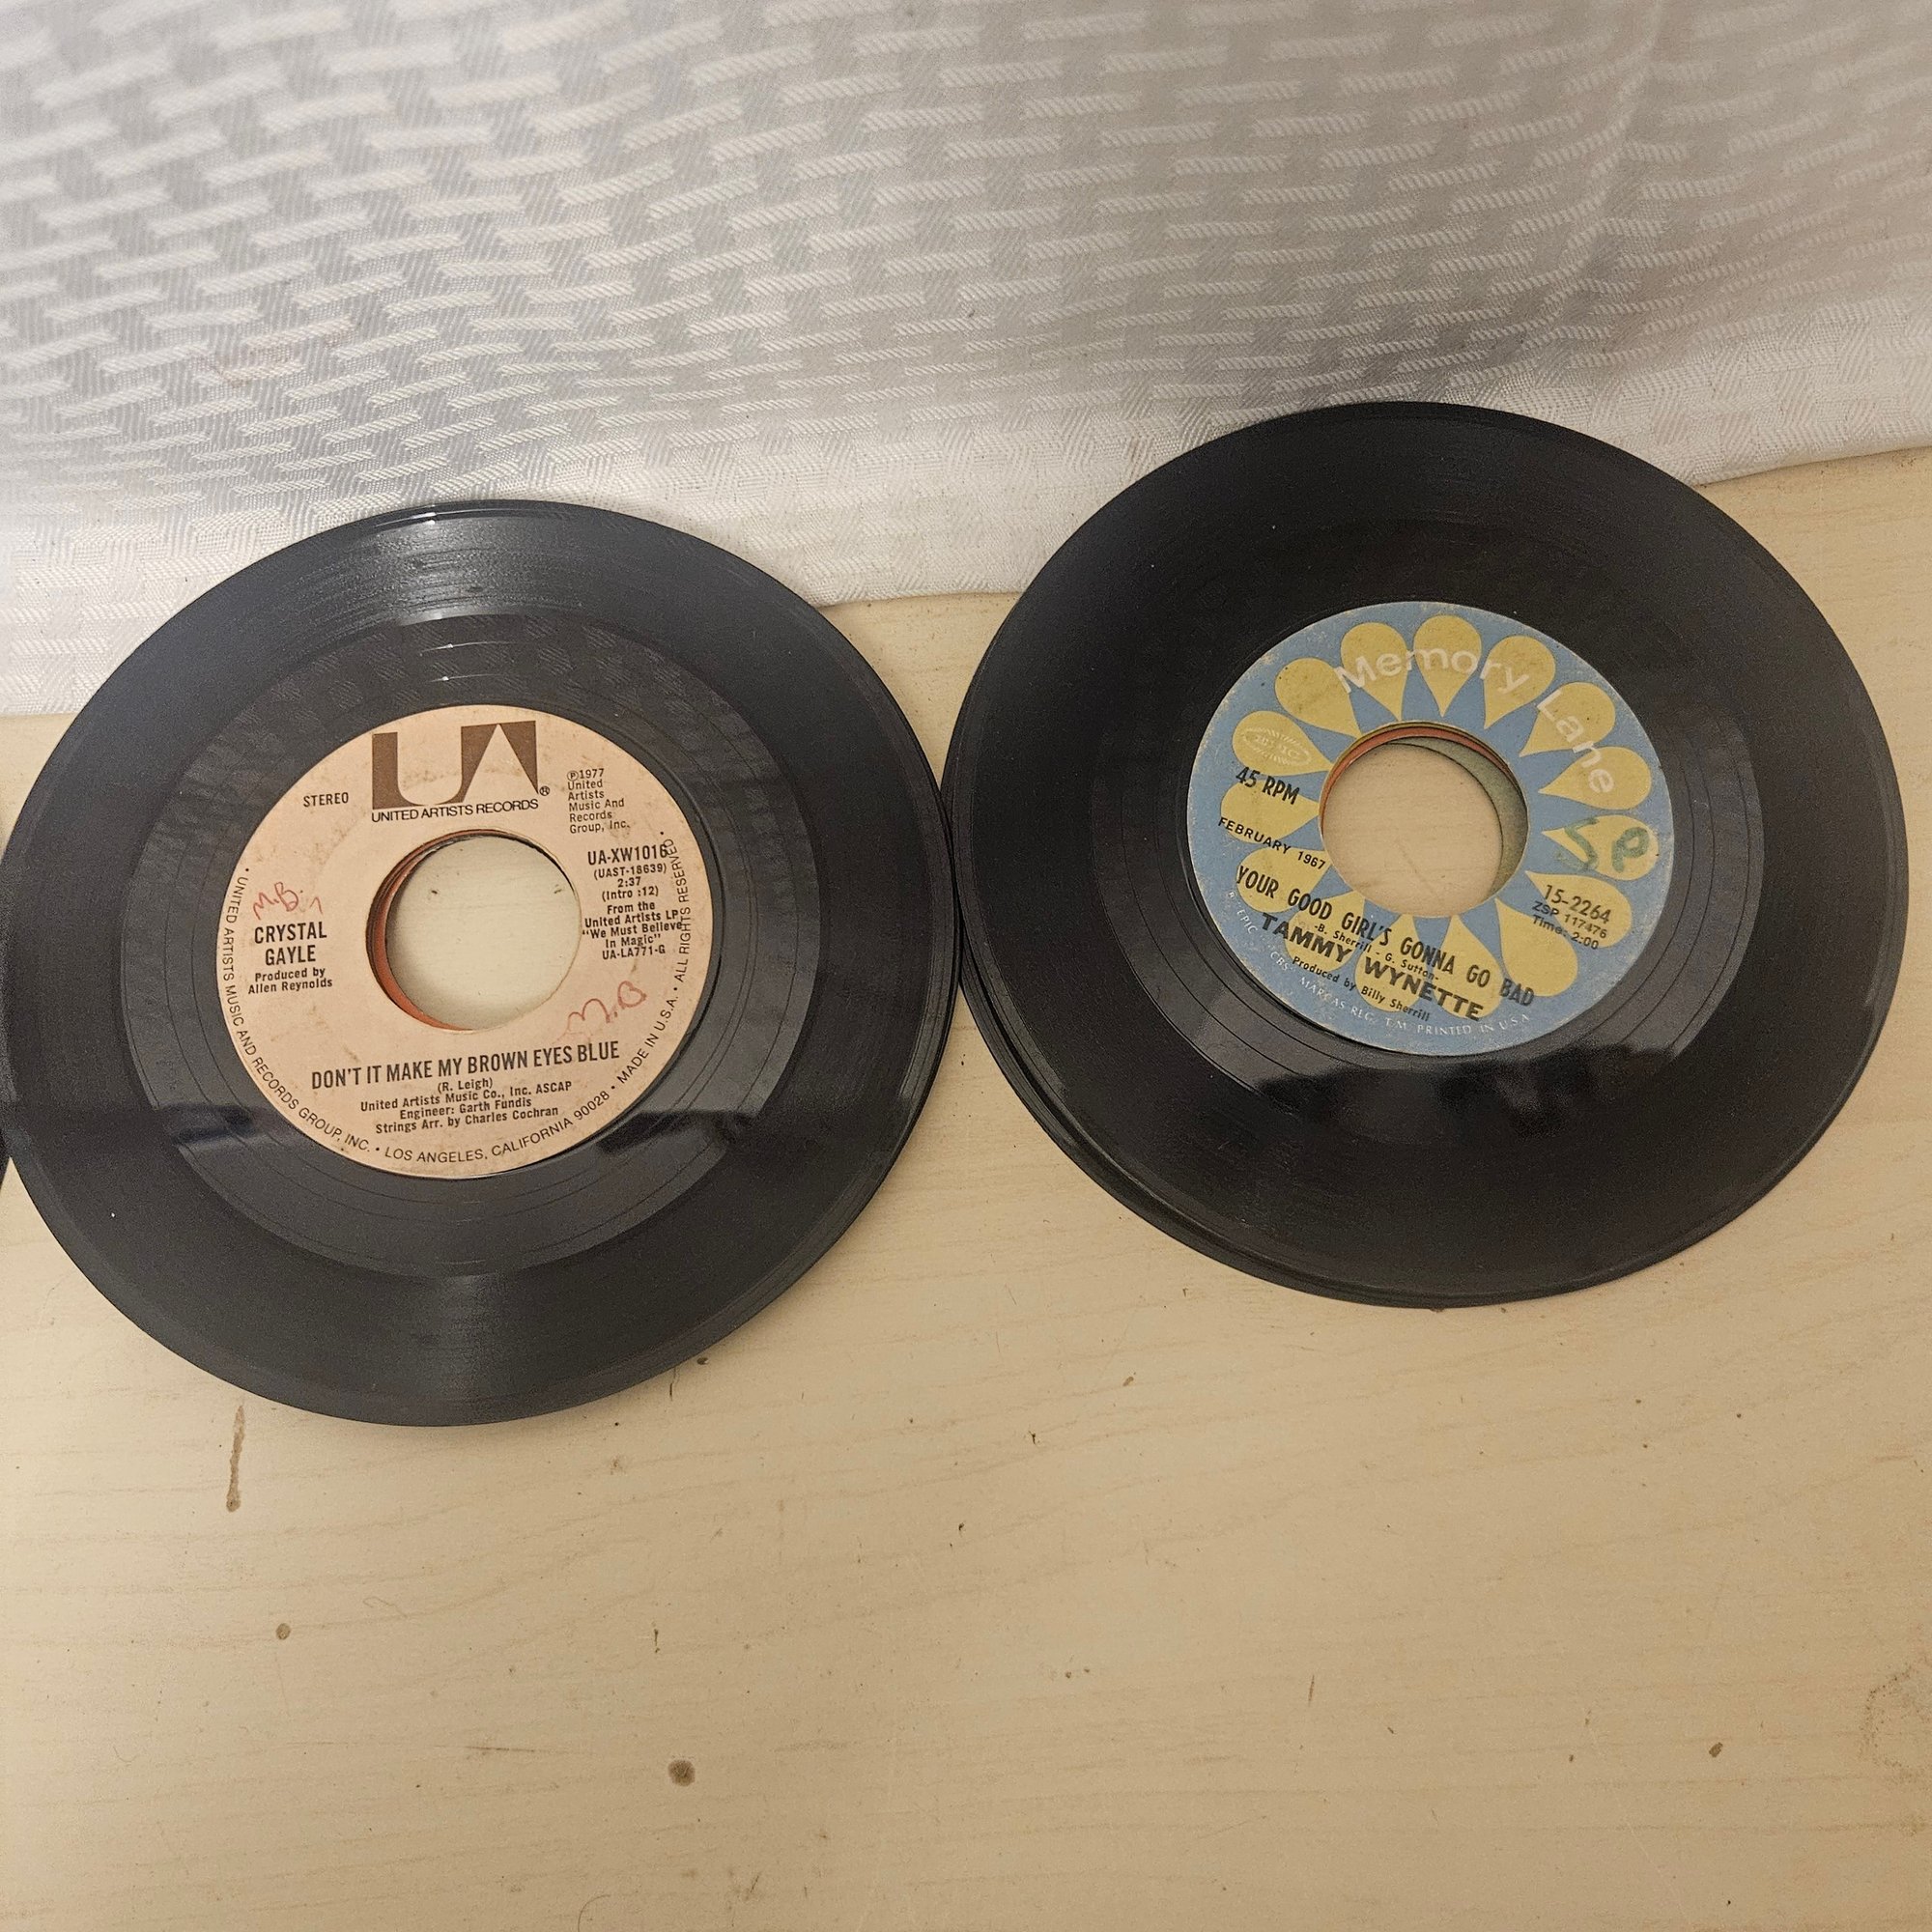 UA
UNITED ARTISTS RECORDS®
STEREO
℗1977
United
Artists
Music And
Records
Group, Inc.
UA-XW1016
(UAST-18639)
2:37
(Intro :12)
From the
United Artists LP
"We Must Believe
In Magic"
UA-LA771-G
M.B.
CRYSTAL
GAYLE
Produced by
Allen Reynolds
M.B
DON'T IT MAKE MY BROWN EYES BLUE
(R. Leigh)
United Artists Music Co., Inc. ASCAP
Engineer: Garth Fundis
Strings Arr. by Charles Cochran
• UNITED ARTISTS MUSIC AND RECORDS GROUP, INC. • LOS ANGELES, CALIFORNIA 90028 • MADE IN U.S.A. • ALL RIGHTS RESERVED •
Memory Lane
45 RPM
FEBRUARY 1967
SP
15-2264
ZSP 117476
Time: 2:00
YOUR GOOD GIRL'S GONNA GO BAD
-B. Sherrill - G. Sutton-
TAMMY WYNETTE
Produced by Billy Sherrill
"EPIC" MARCAS REG. T.M. PRINTED IN U.S.A.